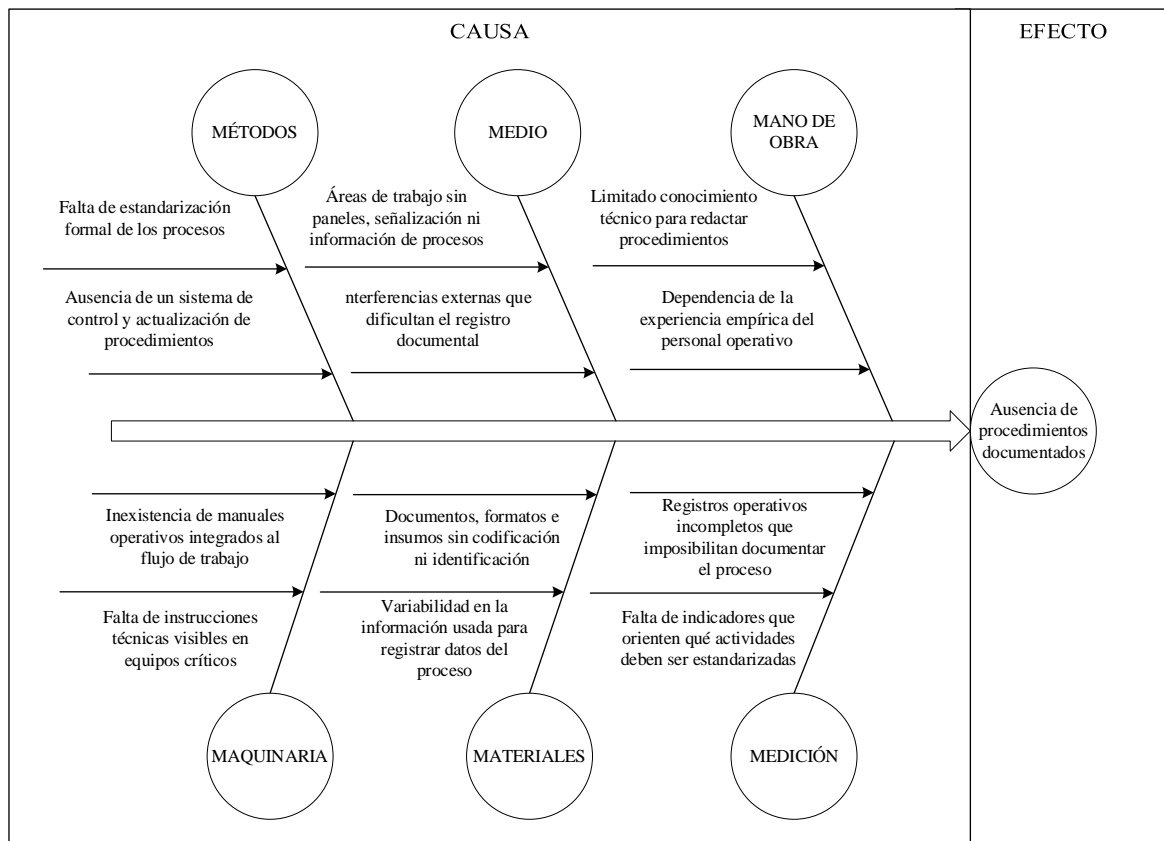 CAUSA
EFECTO
MÉTODOS
MEDIO
MANO DE
OBRA
Falta de estandarización
formal de los procesos
Áreas de trabajo sin
paneles, señalización ni
información de procesos
Limitado conocimiento
técnico para redactar
procedimientos
Ausencia de un sistema de
control y actualización de
procedimientos
nterferencias externas que
dificultan el registro
documental
Dependencia de la
experiencia empírica del
personal operativo
Ausencia de
procedimientos
documentados
Inexistencia de manuales
operativos integrados al
flujo de trabajo
Documentos, formatos e
insumos sin codificación
ni identificación
Registros operativos
incompletos que
imposibilitan documentar
el proceso
Falta de instrucciones
técnicas visibles en
equipos críticos
Variabilidad en la
información usada para
registrar datos del
proceso
Falta de indicadores que
orienten qué actividades
deben ser estandarizadas
MAQUINARIA
MATERIALES
MEDICIÓN